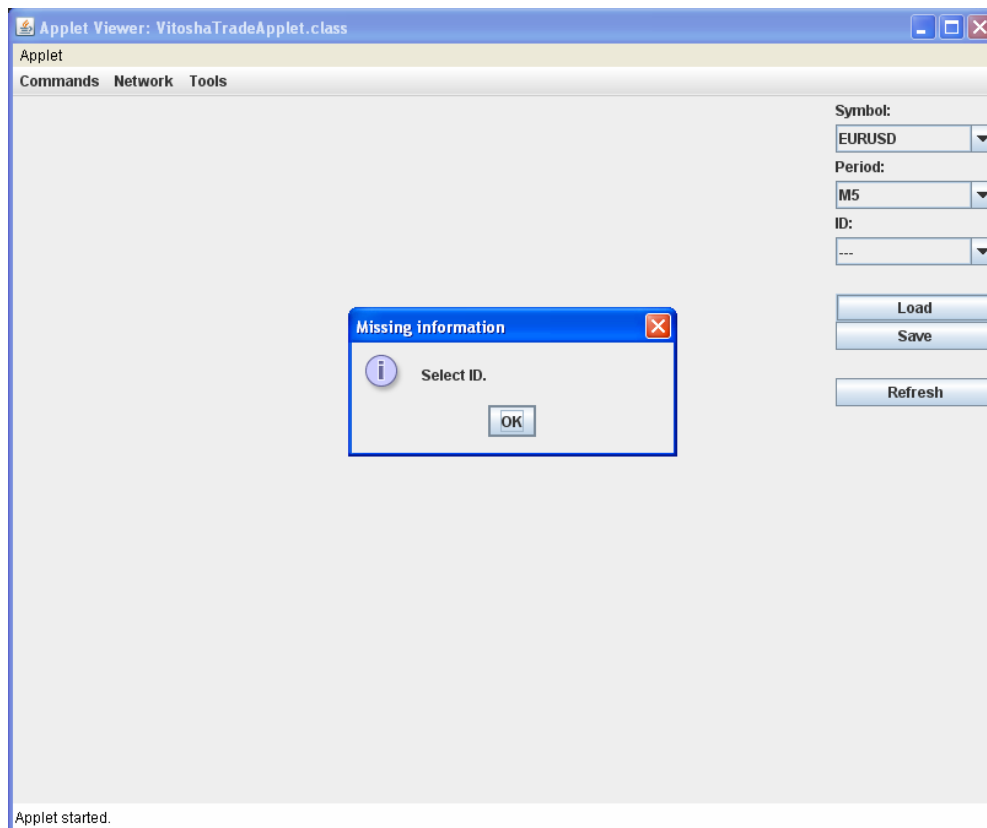 Applet Viewer: VitoshaTradeApplet.class
Applet
Commands Network Tools
Symbol:
EURUSD
Period:
M5
ID:
---
Load
Save
Refresh
Missing information
i
Select ID.
OK
Applet started.